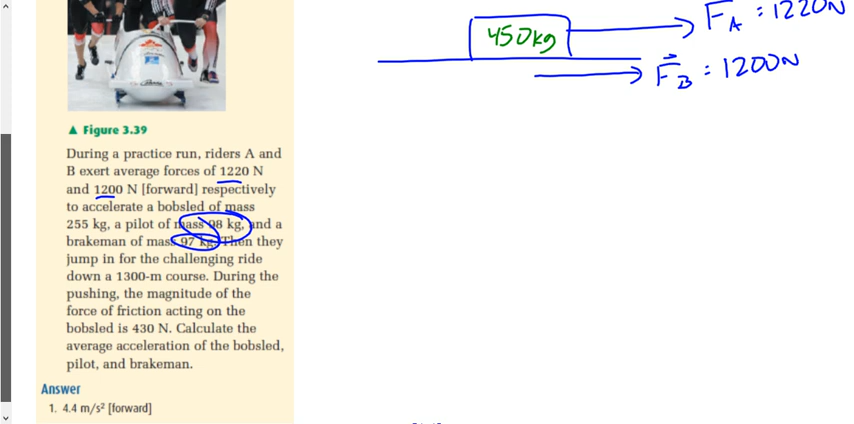 F_A : 1220N
450kg
F_B : 1200N
▲ Figure 3.39
During a practice run, riders A and
B exert average forces of 1220 N
and 1200 N [forward] respectively
to accelerate a bobsled of mass
255 kg, a pilot of mass 98 kg, and a
brakeman of mass 97 kg. Then they
jump in for the challenging ride
down a 1300-m course. During the
pushing, the magnitude of the
force of friction acting on the
bobsled is 430 N. Calculate the
average acceleration of the bobsled,
pilot, and brakeman.
Answer
1. 4.4 m/s² [forward]